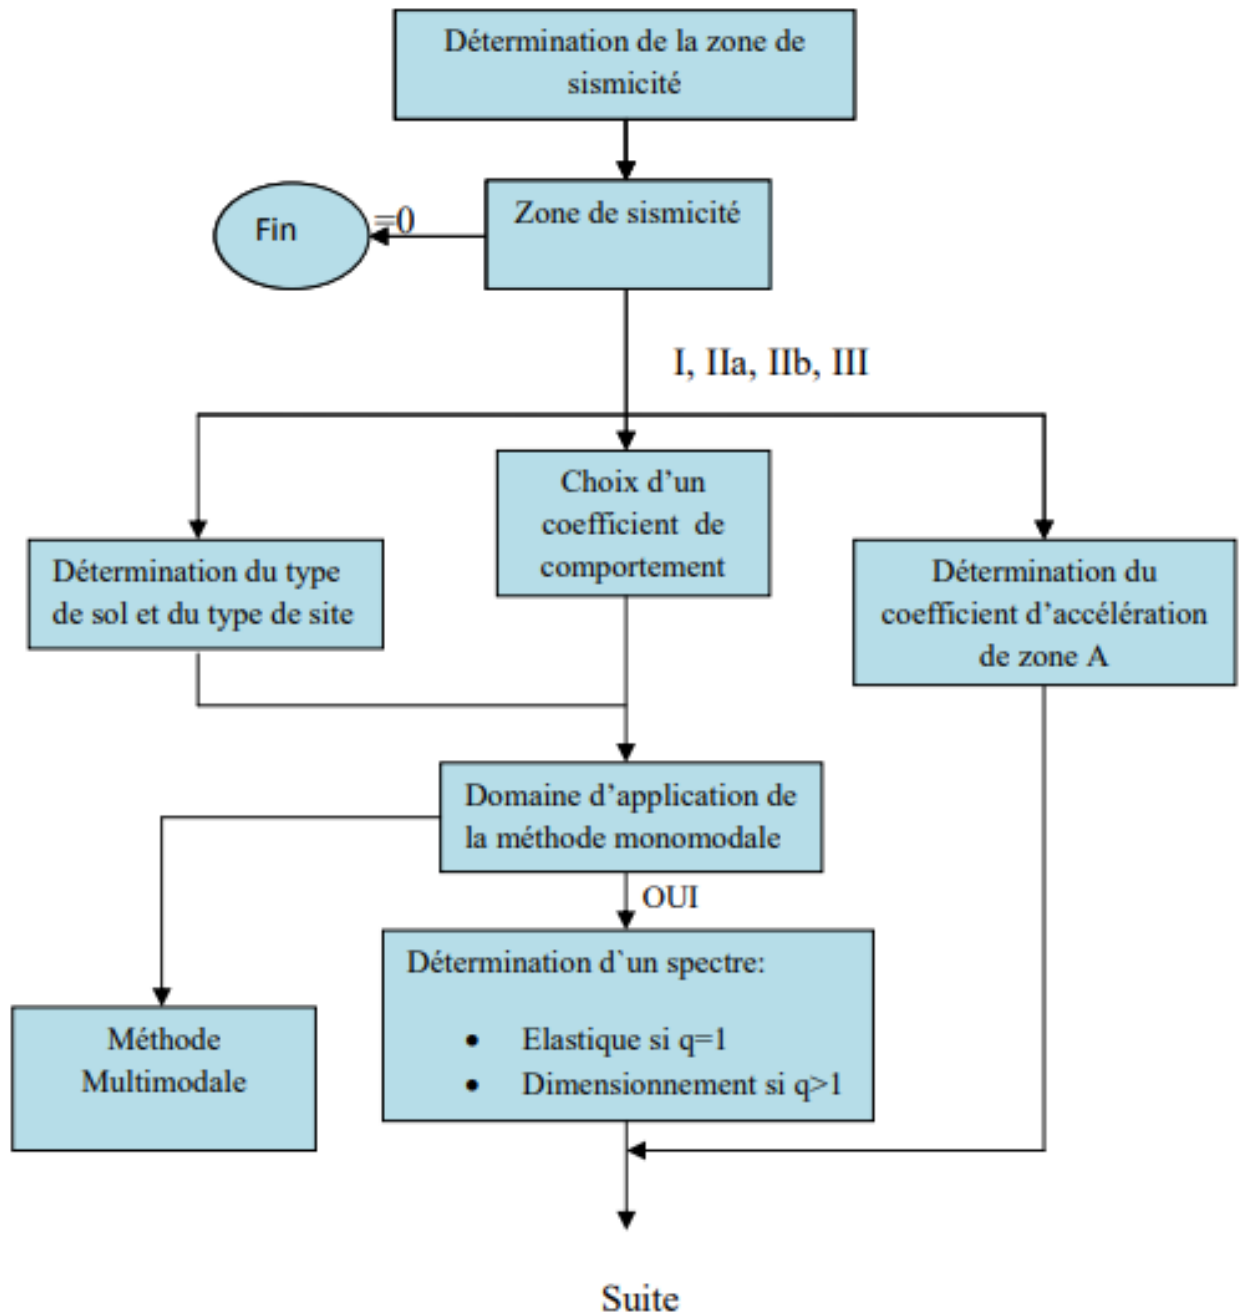 Détermination de la zone de
sismicité
Fin
=0
Zone de sismicité
I, IIa, IIb, III
Choix d’un
coefficient de
comportement
Détermination du type
de sol et du type de site
Détermination du
coefficient d’accélération
de zone A
Domaine d’application de
la méthode monomodale
OUI
Détermination d`un spectre:
• Elastique si q=1
• Dimensionnement si q>1
Méthode
Multimodale
Suite